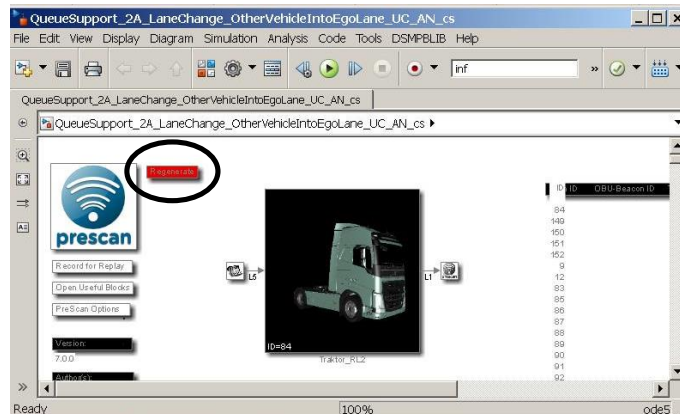 QueueSupport_2A_LaneChange_OtherVehicleIntoEgoLane_UC_AN_cs
File Edit View Display Diagram Simulation Analysis Code Tools DSMPBLIB Help
inf
»
QueueSupport_2A_LaneChange_OtherVehicleIntoEgoLane_UC_AN_cs
QueueSupport_2A_LaneChange_OtherVehicleIntoEgoLane_UC_AN_cs
Regenerate
prescan
Record for Replay
Open Useful Blocks
PreScan Options
Version:
7.0.0
Author(s):
L5
L1
ID=84
Traktor_RL2
ID OBU-Beacon ID
84
149
150
151
152
9
12
83
85
86
87
88
89
90
91
92
»
Ready 100% ode5